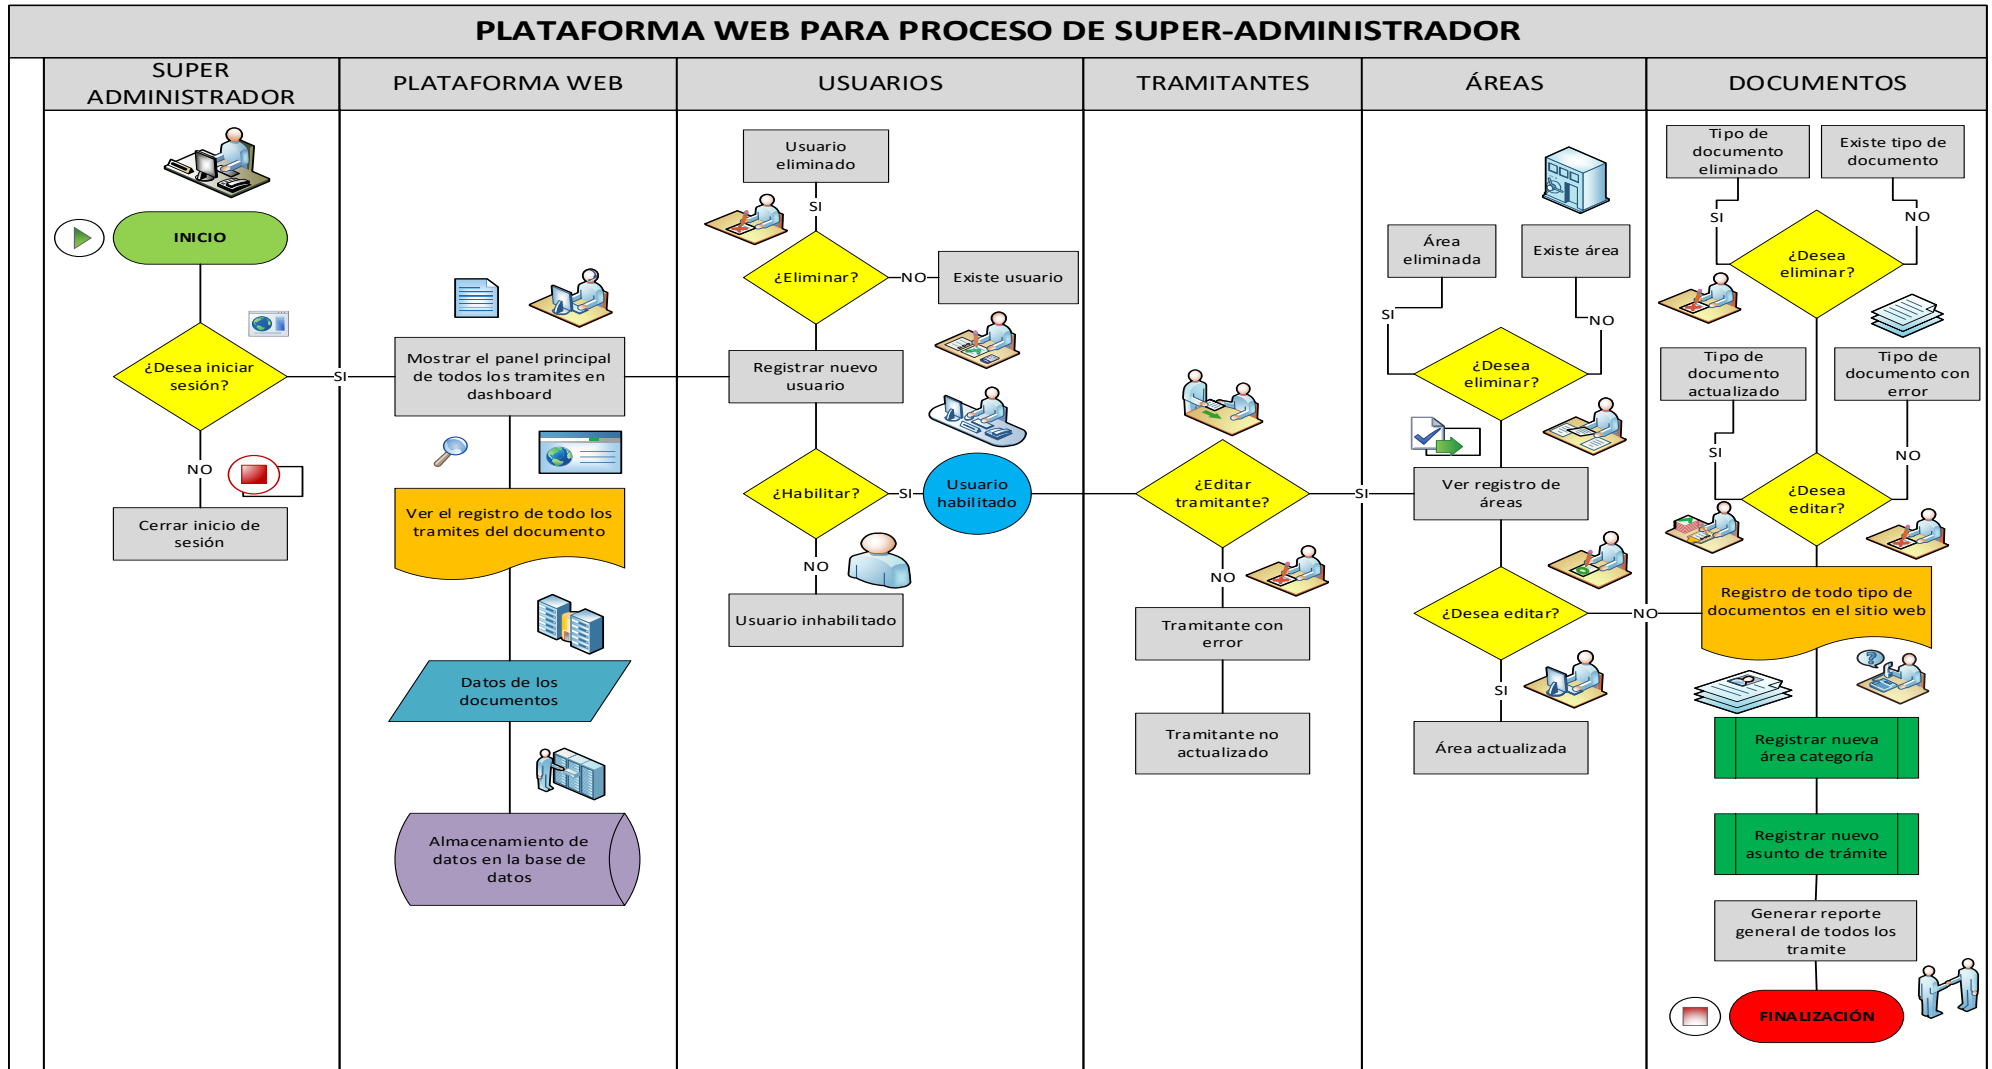 PLATAFORMA WEB PARA PROCESO DE SUPER-ADMINISTRADOR
SUPER
ADMINISTRADOR
PLATAFORMA WEB
USUARIOS
TRAMITANTES
ÁREAS
DOCUMENTOS
INICIO
¿Desea iniciar
sesión?
SI
NO
Cerrar inicio de
sesión
Mostrar el panel principal
de todos los tramites en
dashboard
Ver el registro de todo los
tramites del documento
Datos de los
documentos
Almacenamiento de
datos en la base de
datos
Usuario
eliminado
SI
¿Eliminar?
NO
Existe usuario
Registrar nuevo
usuario
¿Habilitar?
SI
Usuario
habilitado
NO
Usuario inhabilitado
¿Editar
tramitante?
SI
NO
Tramitante con
error
Tramitante no
actualizado
Área
eliminada
Existe área
SI
NO
¿Desea
eliminar?
Ver registro de
áreas
¿Desea editar?
NO
SI
Área actualizada
Tipo de
documento
eliminado
Existe tipo de
documento
SI
NO
¿Desea
eliminar?
Tipo de
documento
actualizado
Tipo de
documento con
error
SI
NO
¿Desea
editar?
Registro de todo tipo de
documentos en el sitio web
Registrar nueva
área categoría
Registrar nuevo
asunto de trámite
Generar reporte
general de todos los
tramite
FINALIZACIÓN